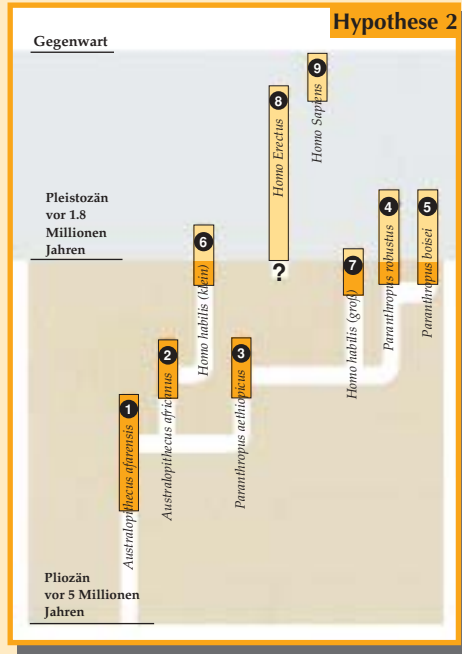 Hypothese 2
Gegenwart
9
Homo Sapiens
8
Homo Erectus
Pleistozän
vor 1.8
Millionen
Jahren
4
Paranthropus robustus
5
Paranthropus boisei
6
Homo habilis (klein)
?
7
Homo habilis (groß)
2
Australopithecus africanus
3
Paranthropus aethiopicus
1
Australopithecus afarensis
Pliozän
vor 5 Millionen
Jahren